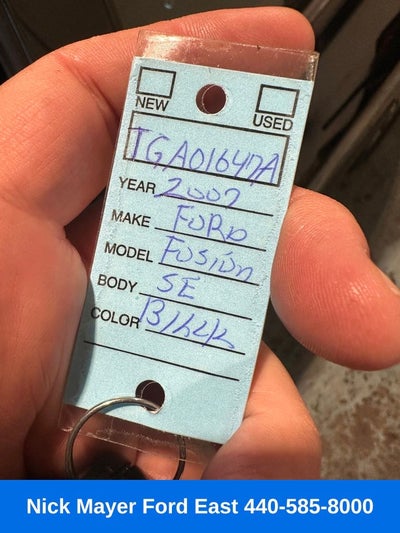 NEW USED
TGA01647A
YEAR 2007
MAKE FORD
MODEL FUSION
BODY SE
COLOR Black
Nick Mayer Ford East 440-585-8000